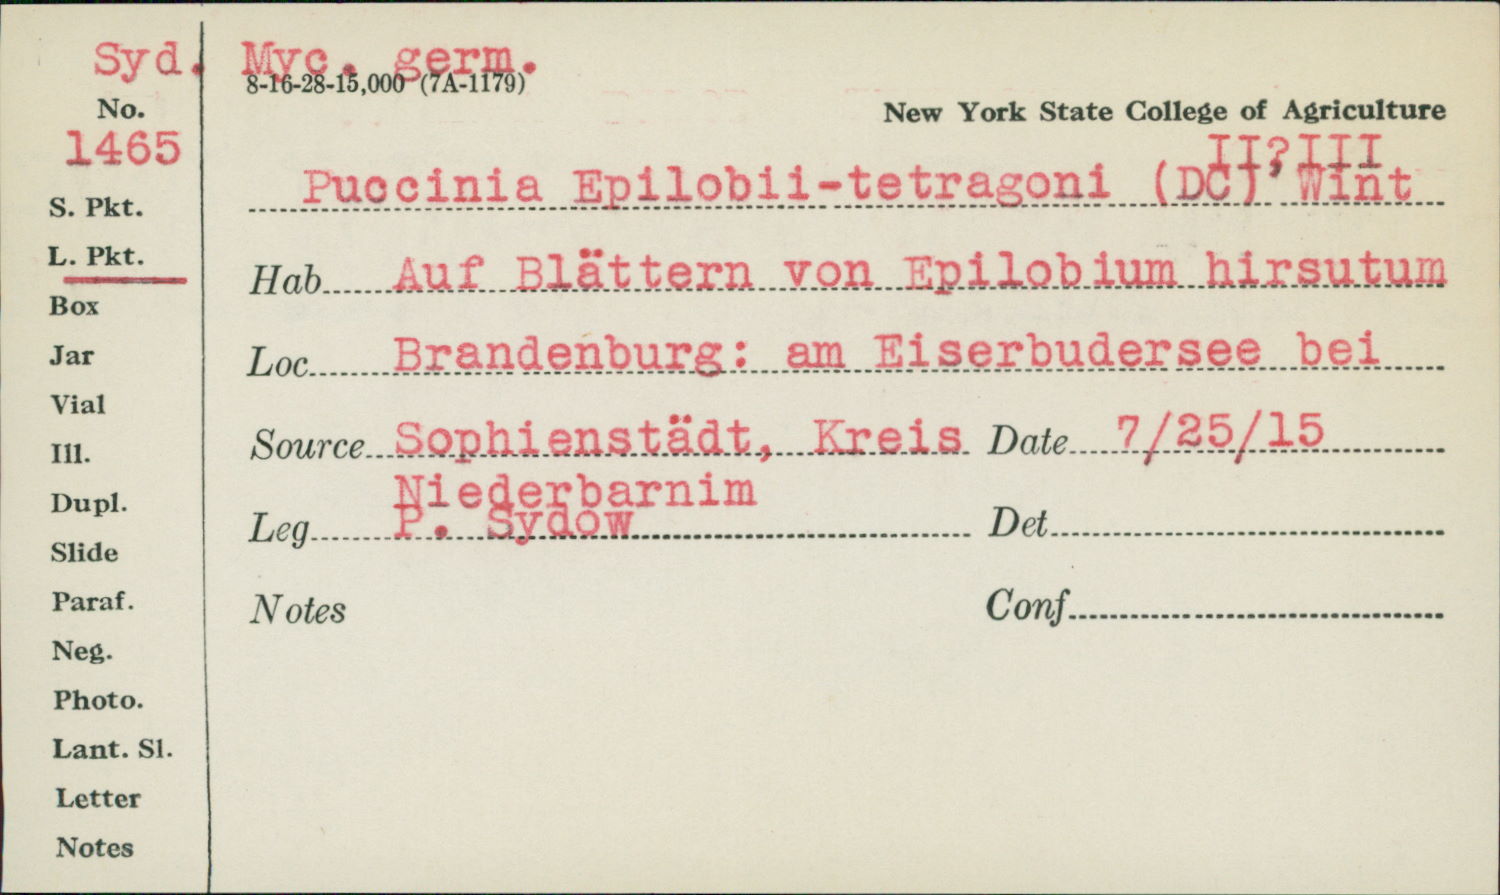 Syd. Myc. germ.
8-16-28-15,000 (7A-1179)
No.
New York State College of Agriculture
1465
II, III
Puccinia Epilobii-tetragoni (DC) Wint
S. Pkt.
L. Pkt.
Hab Auf Blättern von Epilobium hirsutum
Box
Jar
Loc Brandenburg: am Eiserbudersee bei
Vial
Source Sophienstädt, Kreis Date 7/25/15
Ill.
Niederbarnim
Dupl.
Leg P. Sydow Det
Slide
Paraf.
Notes Conf
Neg.
Photo.
Lant. Sl.
Letter
Notes